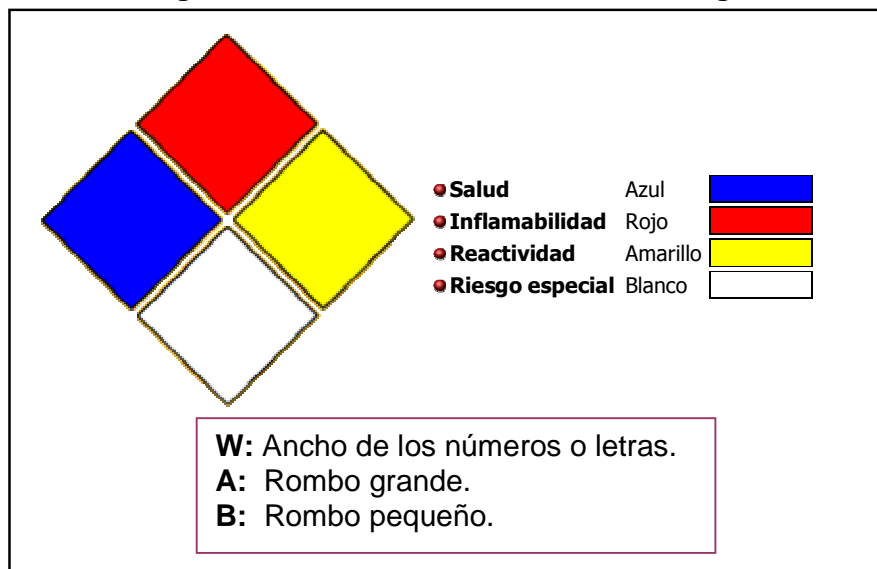 Salud Azul
Inflamabilidad Rojo
Reactividad Amarillo
Riesgo especial Blanco
W: Ancho de los números o letras.
A: Rombo grande.
B: Rombo pequeño.